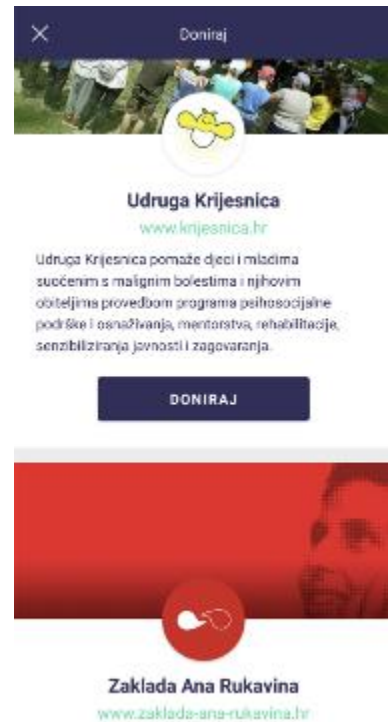 Doniraj
Udruga Krijesnica
www.krijesnica.hr
Udruga Krijesnica pomaže djeci i mladima
suočenim s malignim bolestima i njihovim
obiteljima provedbom programa psihosocijalne
podrške i osnaživanja, mentorstva, rehabilitacije,
senzibiliziranja javnosti i zagovaranja.
DONIRAJ
Zaklada Ana Rukavina
www.zaklada-ana-rukavina.hr